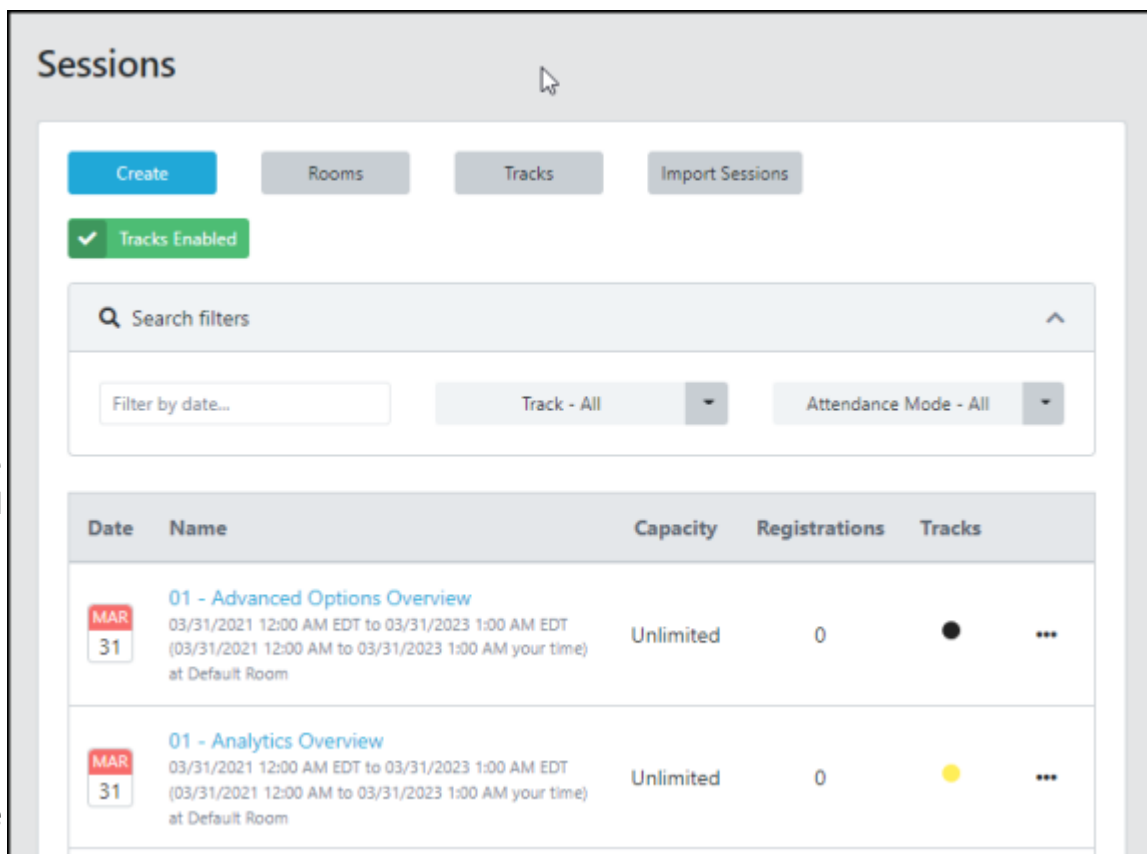 Sessions
Create Rooms Tracks Import Sessions
Tracks Enabled
Search filters
Filter by date... Track - All Attendance Mode - All
Date Name Capacity Registrations Tracks
MAR
31
01 - Advanced Options Overview
03/31/2021 12:00 AM EDT to 03/31/2023 1:00 AM EDT
(03/31/2021 12:00 AM to 03/31/2023 1:00 AM your time)
at Default Room
Unlimited 0
MAR
31
01 - Analytics Overview
03/31/2021 12:00 AM EDT to 03/31/2023 1:00 AM EDT
(03/31/2021 12:00 AM to 03/31/2023 1:00 AM your time)
at Default Room
Unlimited 0